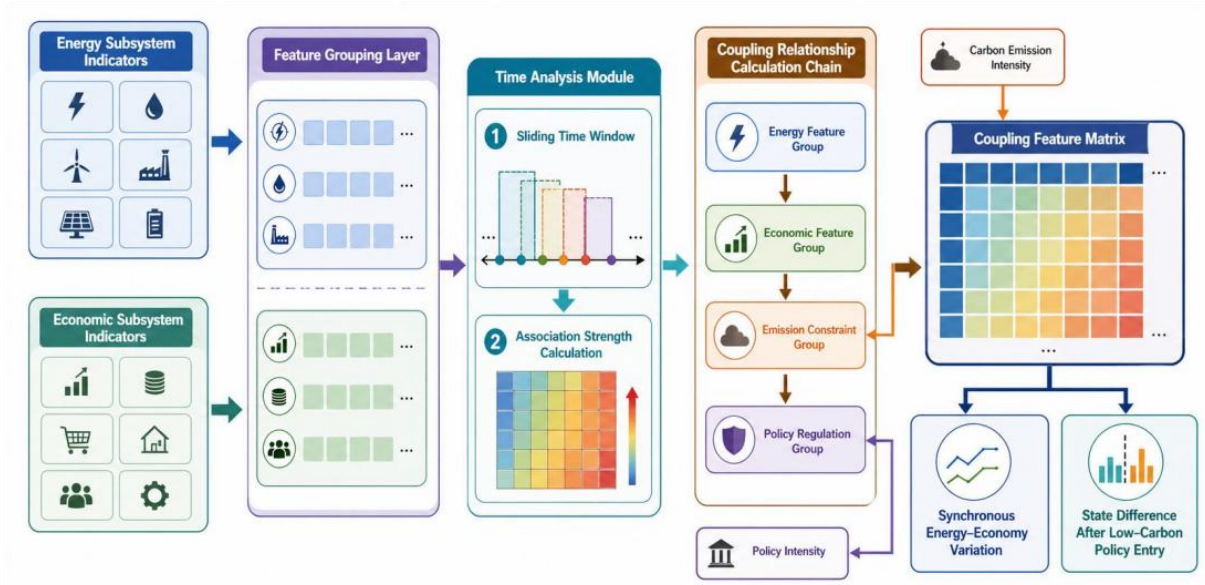 Energy Subsystem
Indicators
Economic Subsystem
Indicators
Feature Grouping Layer
...
...
...
...
...
...
Time Analysis Module
1 Sliding Time Window
...
...
2 Association Strength
Calculation
Coupling Relationship
Calculation Chain
Energy Feature
Group
Economic Feature
Group
Emission Constraint
Group
Policy Regulation
Group
Policy Intensity
Carbon Emission
Intensity
Coupling Feature Matrix
...
...
...
Synchronous
Energy–Economy
Variation
State Difference
After Low–Carbon
Policy Entry